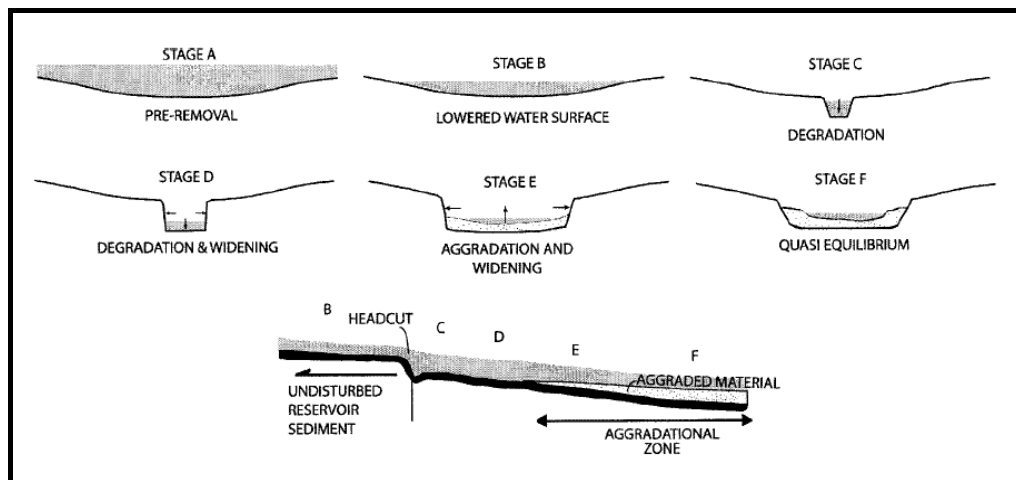 STAGE A
PRE-REMOVAL
STAGE B
LOWERED WATER SURFACE
STAGE C
DEGRADATION
STAGE D
DEGRADATION & WIDENING
STAGE E
AGGRADATION AND
WIDENING
STAGE F
QUASI EQUILIBRIUM
B
HEADCUT
C
D
E
F
AGGRADED MATERIAL
UNDISTURBED
RESERVOIR
SEDIMENT
AGGRADATIONAL
ZONE